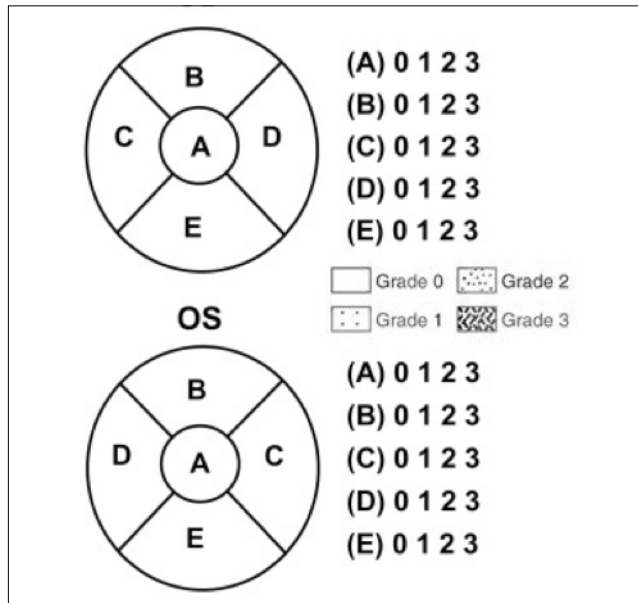 B
C A D
E
(A) 0 1 2 3
(B) 0 1 2 3
(C) 0 1 2 3
(D) 0 1 2 3
(E) 0 1 2 3
Grade 0 Grade 2
Grade 1 Grade 3
OS
B
D A C
E
(A) 0 1 2 3
(B) 0 1 2 3
(C) 0 1 2 3
(D) 0 1 2 3
(E) 0 1 2 3